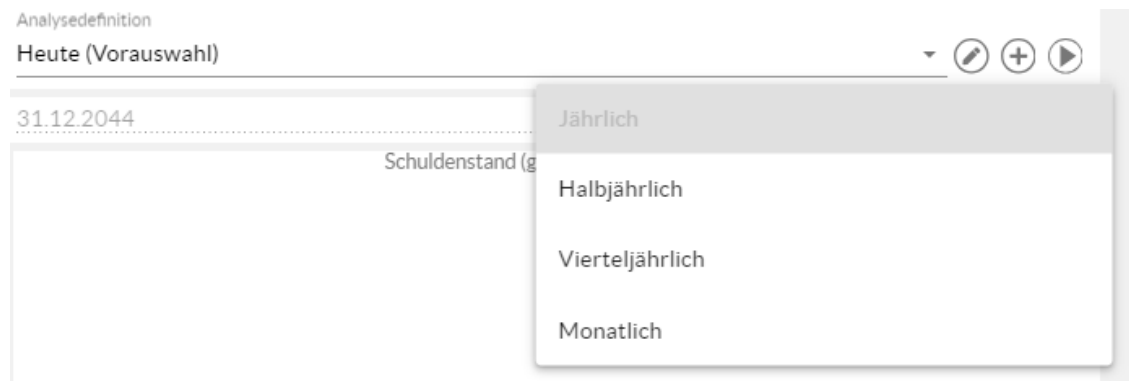 Analysedefinition
Heute (Vorauswahl)
31.12.2044
Jährlich
Schuldenstand (g
Halbjährlich
Vierteljährlich
Monatlich